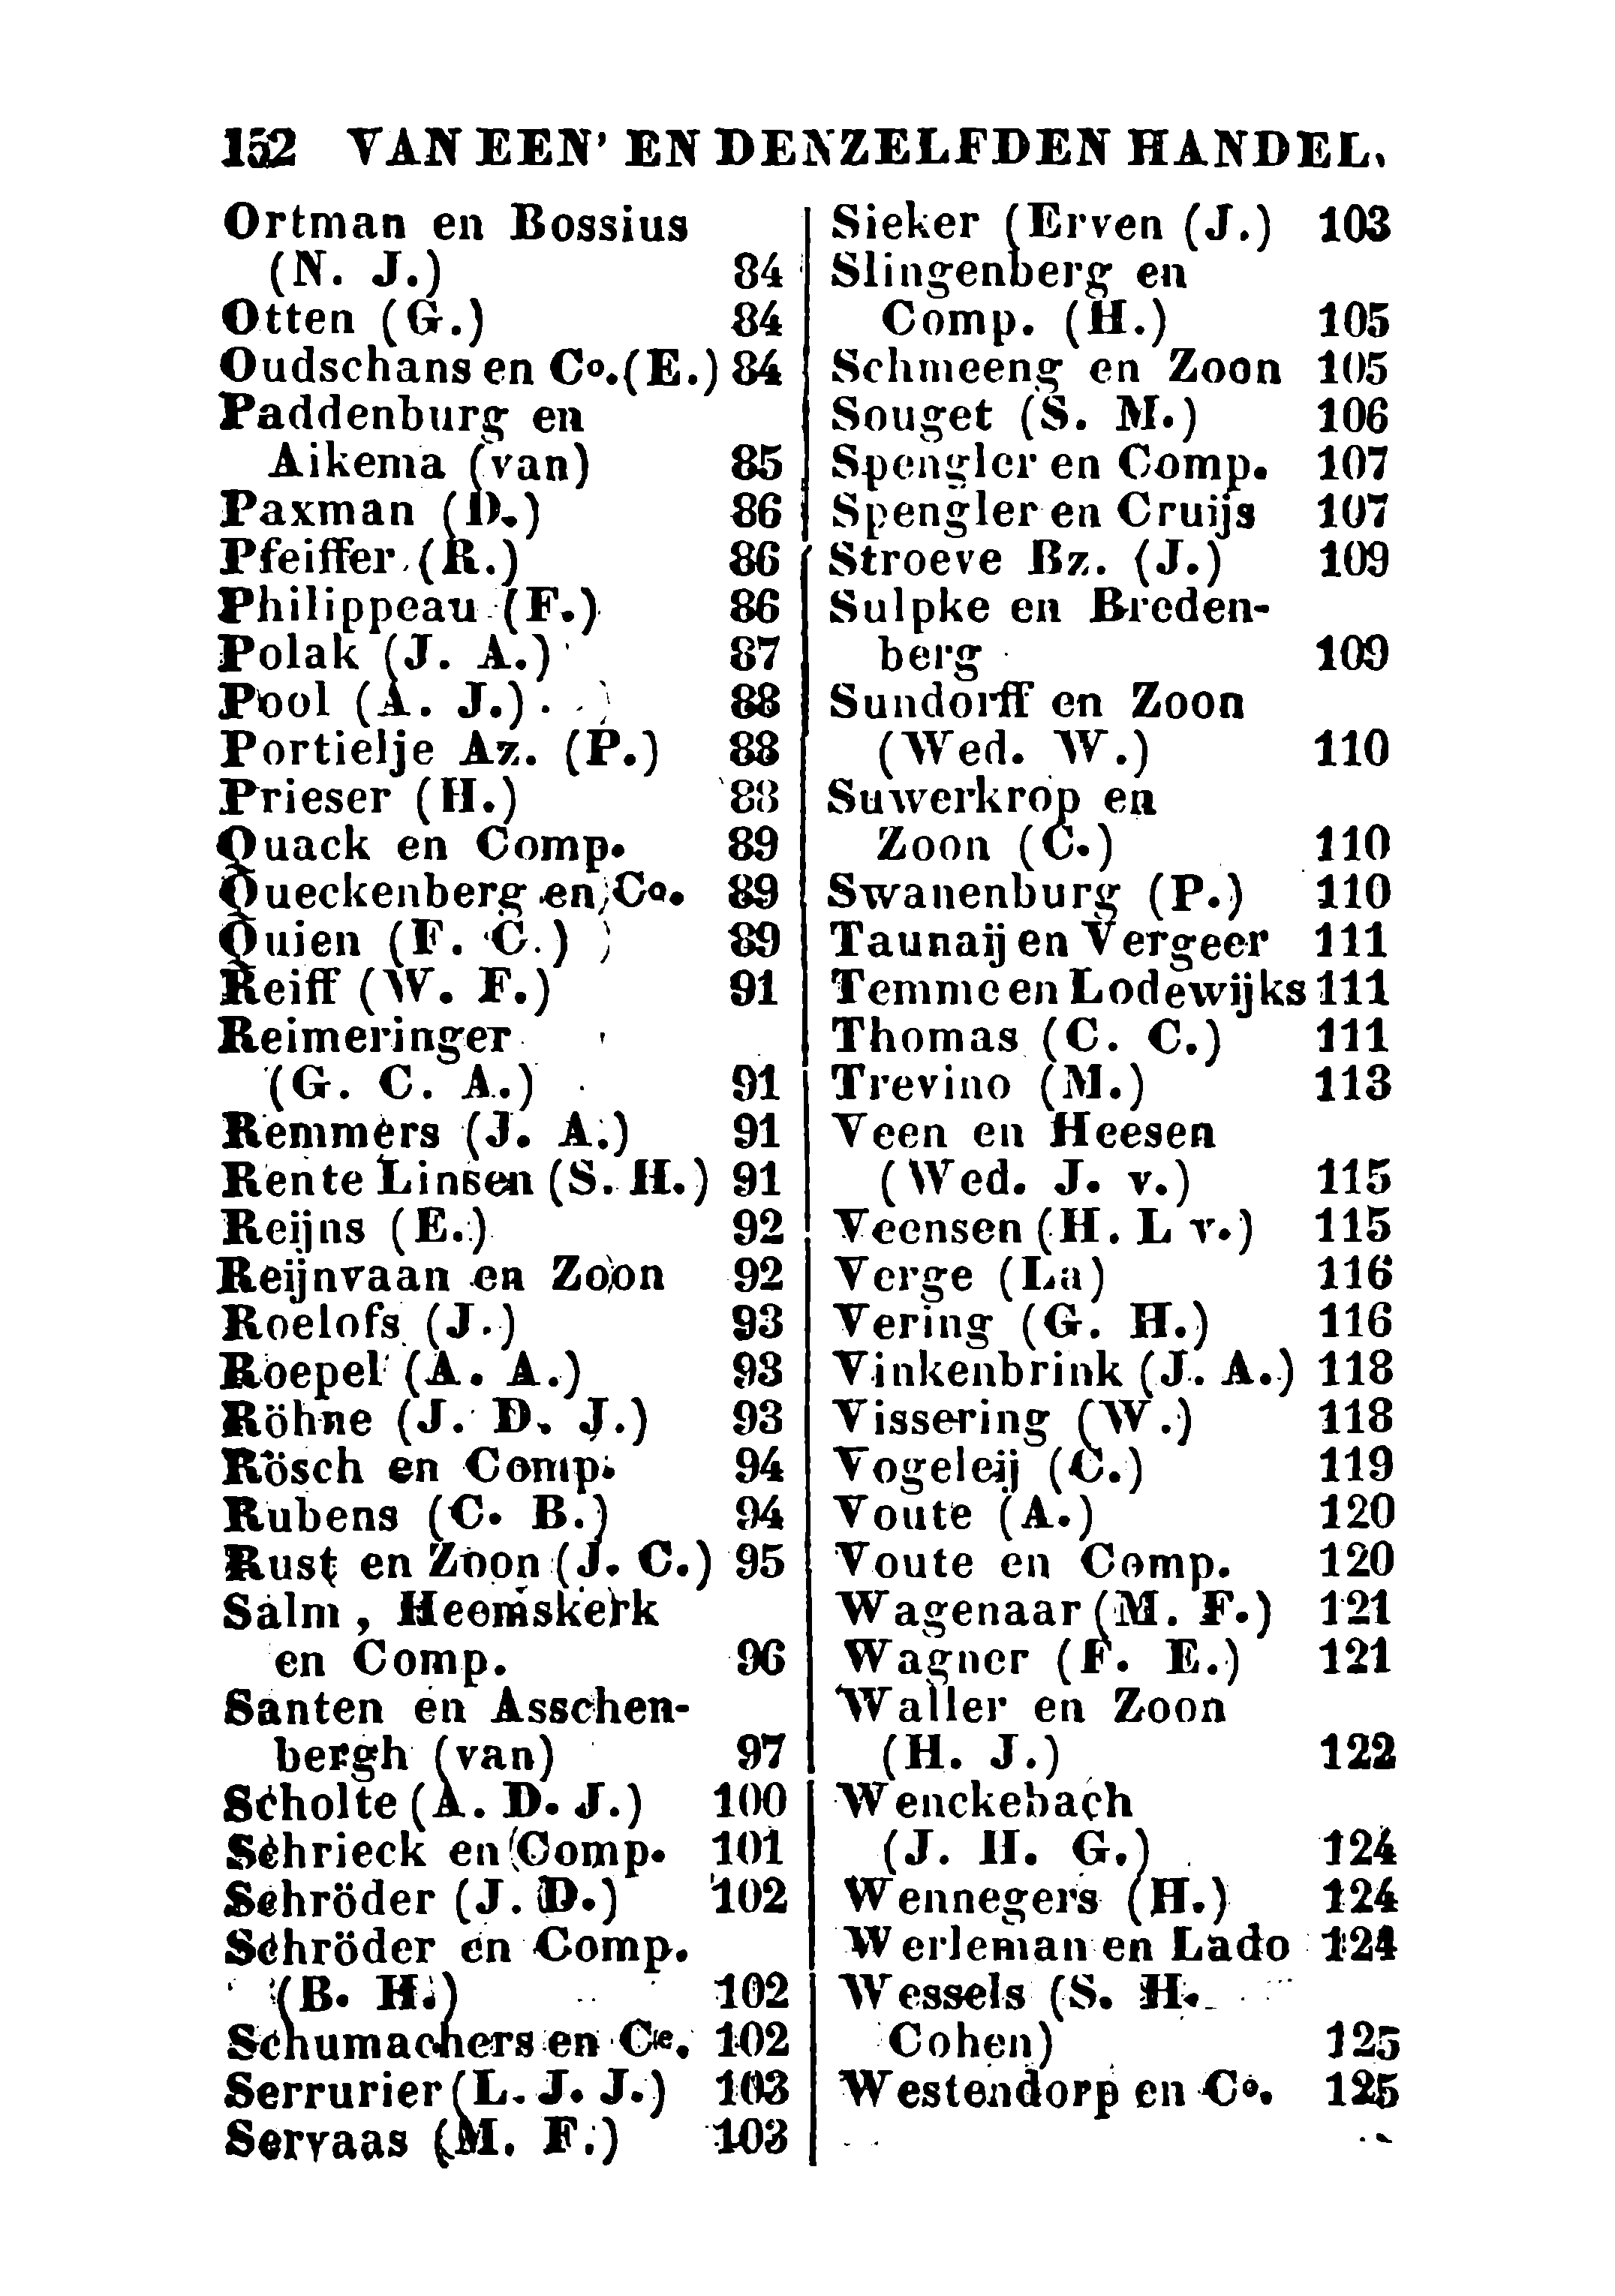 152 VAN EEN' EN DENZELFDEN HANDEL.
Ortman en Bossius
(N. J.) 84
Otten (G.) 84
Oudschans en Co. (E.) 84
Paddenburg en
Aikema (van) 85
Paxman (D.) 86
Pfeiffer (R.) 86
Philippeau (F.) 86
Polak (J. A.) 87
Pool (A. J.) 88
Portielje Az. (P.) 88
Prieser (H.) 88
Quack en Comp. 89
Queckenberg en Co. 89
Quien (F. C.) 89
Reiff (W. F.) 91
Reimeringer
(G. C. A.) 91
Remmers (J. A.) 91
Rente Linsen (S. H.) 91
Reijns (E.) 92
Reijnvaan en Zoon 92
Roelofs (J.) 93
Roepel (A. A.) 93
Röhne (J. D. J.) 93
Rösch en Comp. 94
Rubens (C. B.) 94
Rust en Zoon (J. C.) 95
Salm, Heemskerk
en Comp. 96
Santen en Asschen-
bergh (van) 97
Scholte (A. D. J.) 100
Schrieck en Comp. 101
Schröder (J. D.) 102
Schröder en Comp.
(B. H.) 102
Schumachers en Cie. 102
Serrurier (L. J. J.) 103
Servaas (M. F.) 103
Sieker (Erven (J.) 103
Slingenberg en
Comp. (H.) 105
Schmeeng en Zoon 105
Souget (S. M.) 106
Spengler en Comp. 107
Spengler en Cruijs 107
Stroeve Bz. (J.) 109
Sulpke en Breden-
berg 109
Sundorff en Zoon
(Wed. W.) 110
Suwerkrop en
Zoon (C.) 110
Swanenburg (P.) 110
Taunaij en Vergeer 111
Temme en Lodewijks 111
Thomas (C. C.) 111
Trevino (M.) 113
Veen en Heesen
(Wed. J. v.) 115
Veensen (H. L v.) 115
Verge (La) 116
Vering (G. H.) 116
Vinkenbrink (J. A.) 118
Vissering (W.) 118
Vogeleij (C.) 119
Voute (A.) 120
Voute en Comp. 120
Wagenaar (M. F.) 121
Wagner (F. E.) 121
Waller en Zoon
(H. J.) 122
Wenckebach
(J. H. G.) 124
Wennegers (H.) 124
Werleman en Lado 124
Wessels (S. H.
Cohen) 125
Westendorp en Co. 125